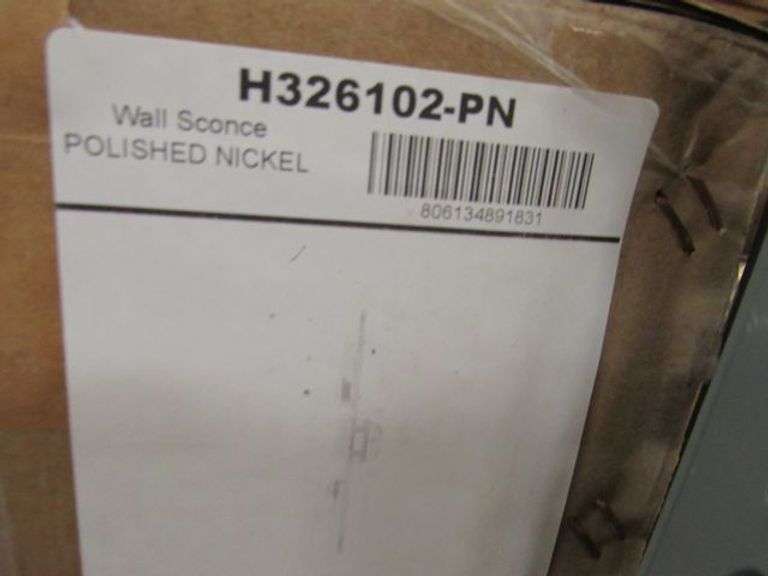 H326102-PN
Wall Sconce
POLISHED NICKEL
806134891831